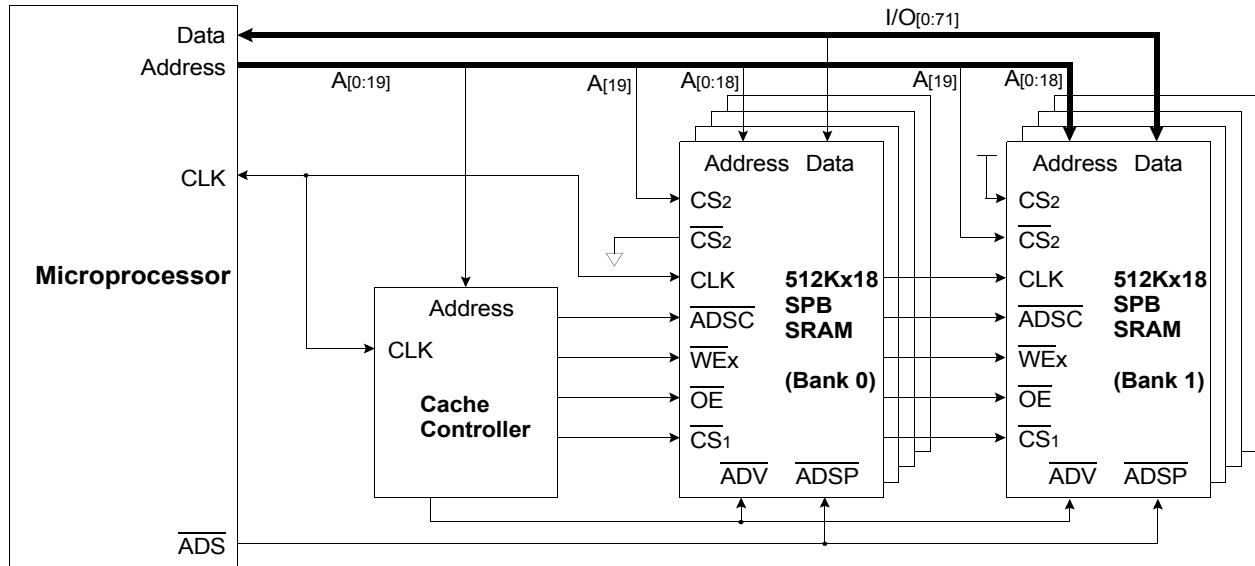 I/O[0:71]
Data
Address
A[0:19]
A[19]
A[0:18]
A[19]
A[0:18]
CLK
Microprocessor
ADS
Address
CLK
Cache
Controller
Address Data
CS2
CS2
CLK
ADSC
WEx
OE
CS1
ADV ADSP
512Kx18
SPB
SRAM
(Bank 0)
Address Data
CS2
CS2
CLK
ADSC
WEx
OE
CS1
ADV ADSP
512Kx18
SPB
SRAM
(Bank 1)